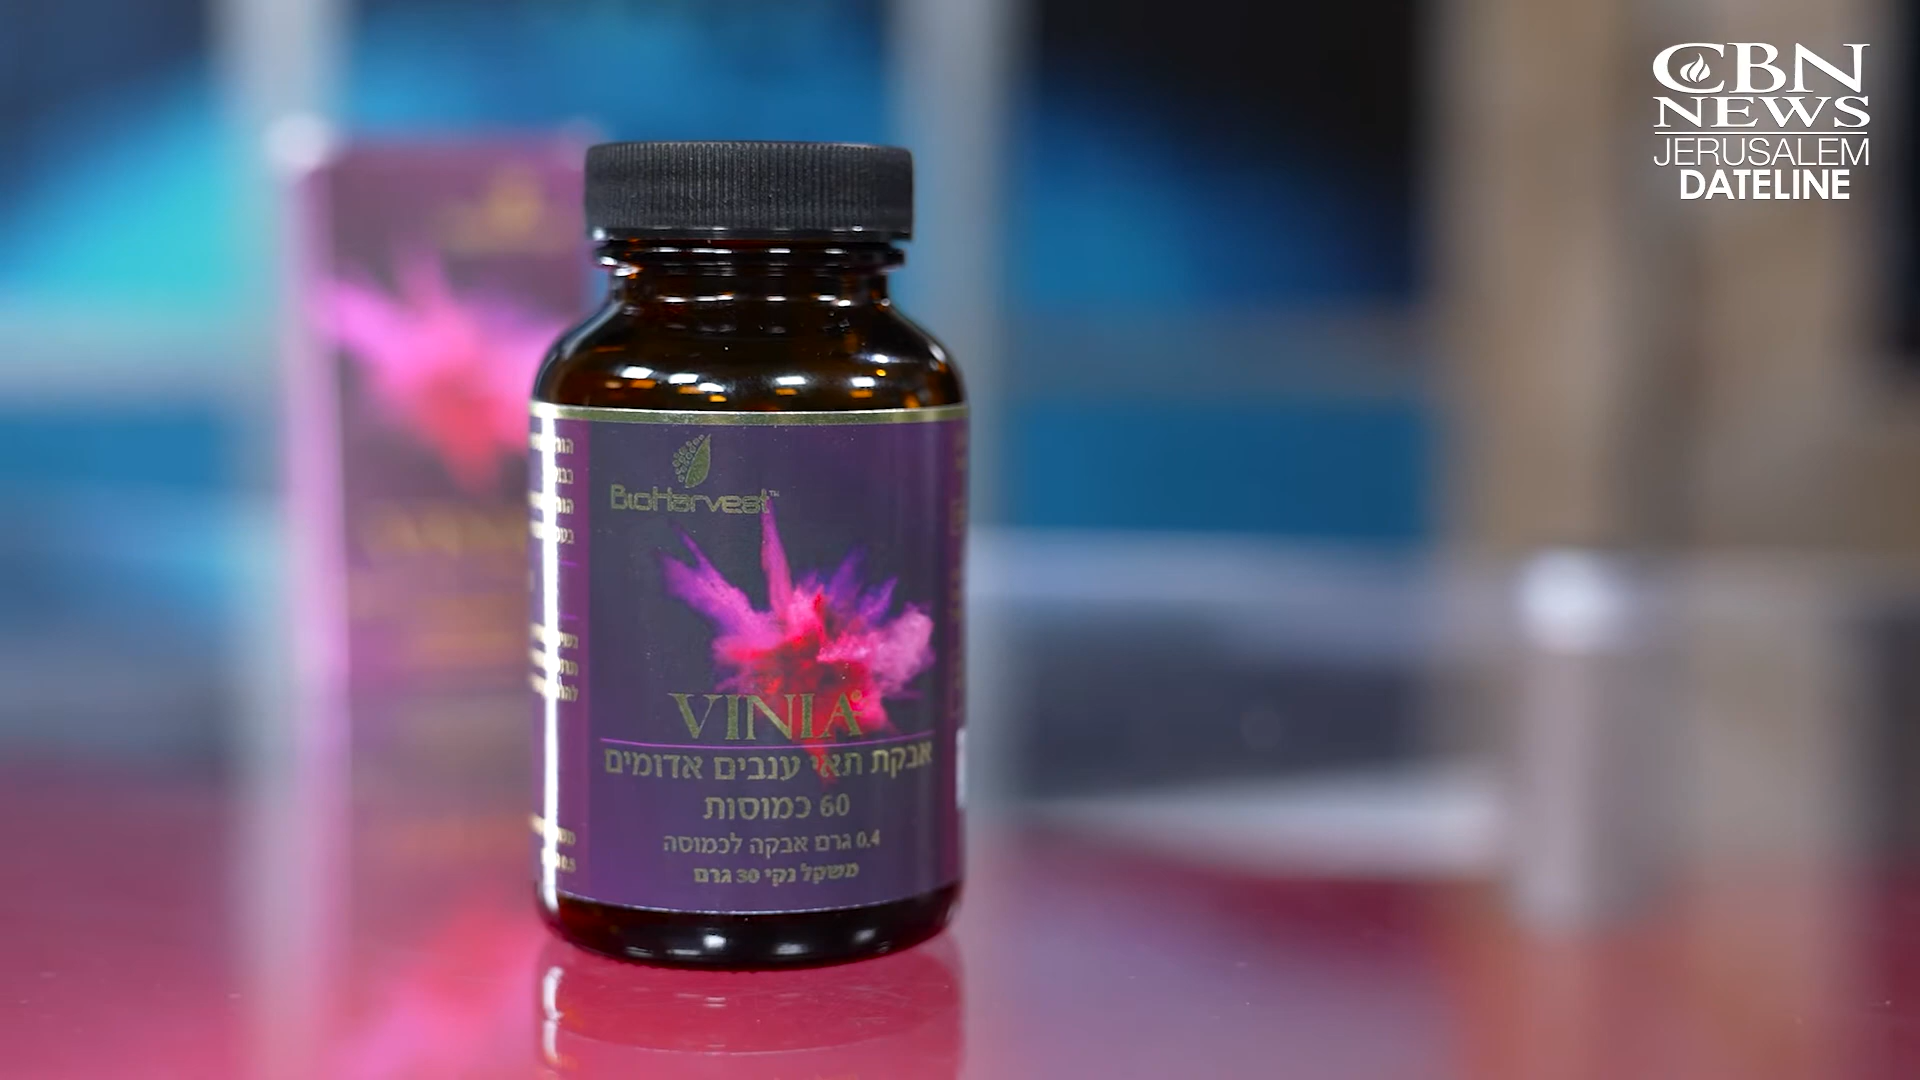 CBN
NEWS
JERUSALEM
DATELINE
BioHarvest™
VINIA®
אבקת תאי ענבים אדומים
60 כמוסות
0.4 גרם אבקה לכמוסה
משקל נקי 30 גרם